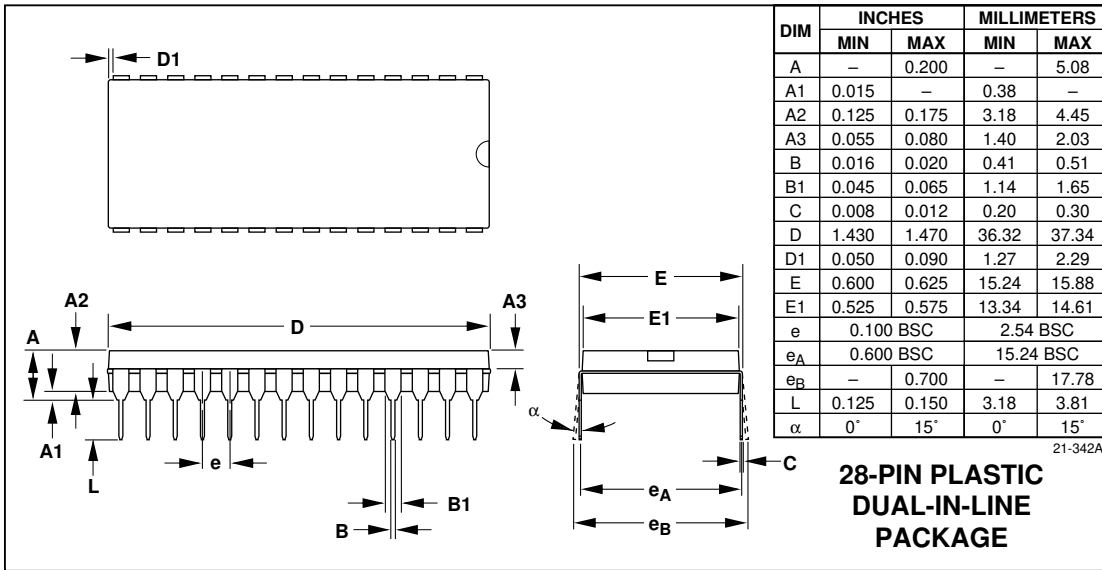 DIM INCHES MILLIMETERS
MIN MAX MIN MAX
A – 0.200 – 5.08
A1 0.015 – 0.38 –
A2 0.125 0.175 3.18 4.45
A3 0.055 0.080 1.40 2.03
B 0.016 0.020 0.41 0.51
B1 0.045 0.065 1.14 1.65
C 0.008 0.012 0.20 0.30
D 1.430 1.470 36.32 37.34
D1 0.050 0.090 1.27 2.29
E 0.600 0.625 15.24 15.88
E1 0.525 0.575 13.34 14.61
e 0.100 BSC 2.54 BSC
eA 0.600 BSC 15.24 BSC
eB – 0.700 – 17.78
L 0.125 0.150 3.18 3.81
α 0˚ 15˚ 0˚ 15˚
21-342A
28-PIN PLASTIC
DUAL-IN-LINE
PACKAGE
D1
A2
A3
A
D
A1
L
e
B
B1
E
E1
α
C
eA
eB